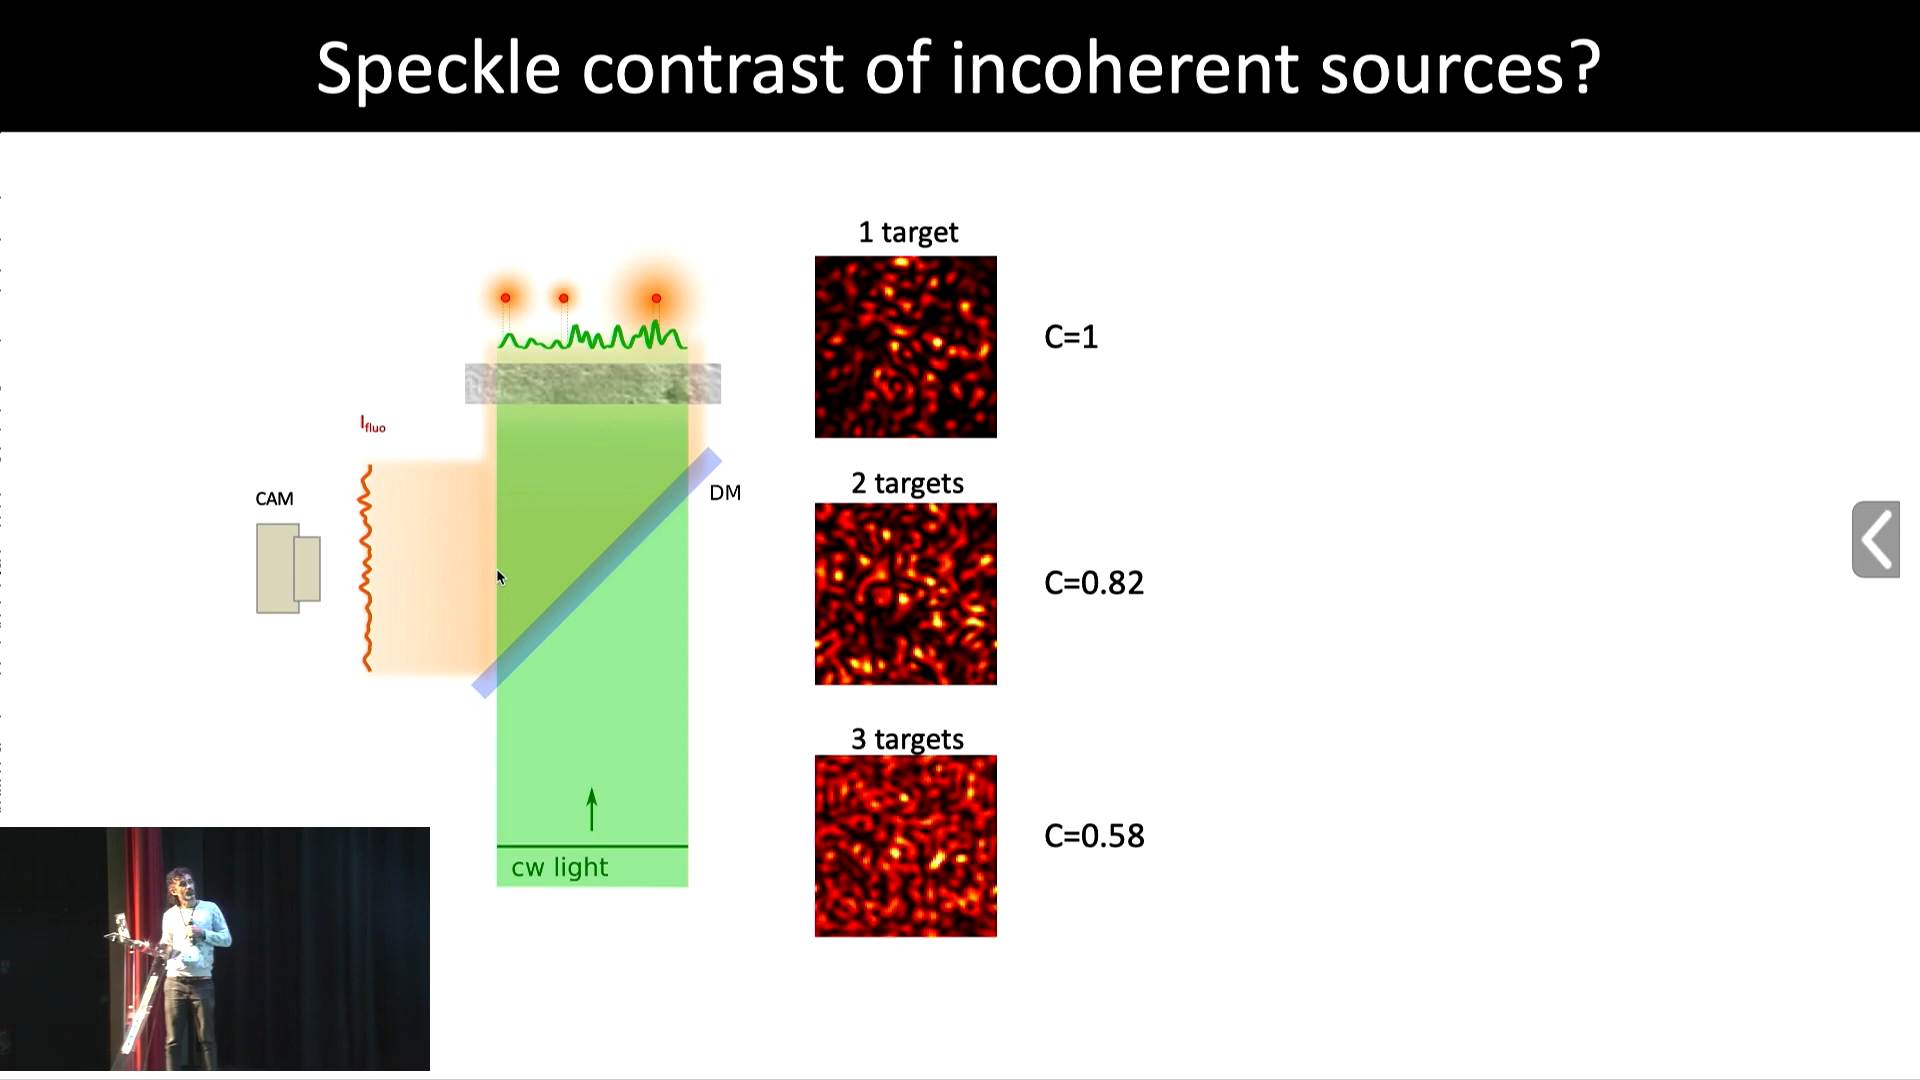 Speckle contrast of incoherent sources?
1 target
C=1
I fluo
2 targets
CAM
DM
C=0.82
3 targets
C=0.58
cw light